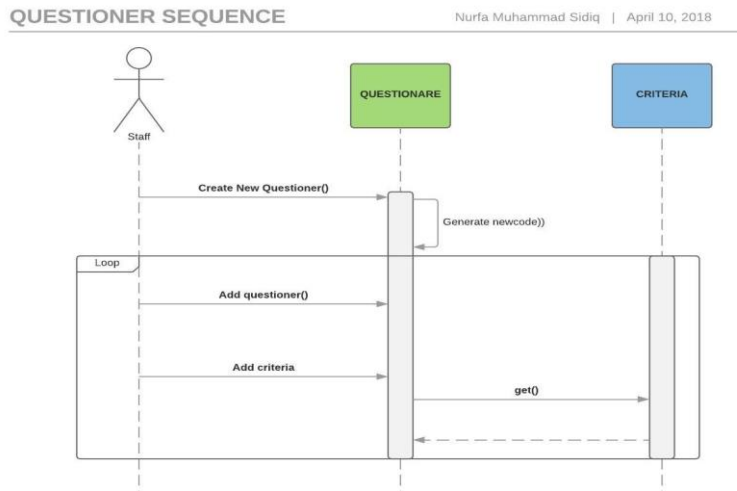 QUESTIONER SEQUENCE
Nurfa Muhammad Sidiq | April 10, 2018
QUESTIONARE
CRITERIA
Staff
Create New Questioner()
Generate newcode))
Loop
Add questioner()
Add criteria
get()